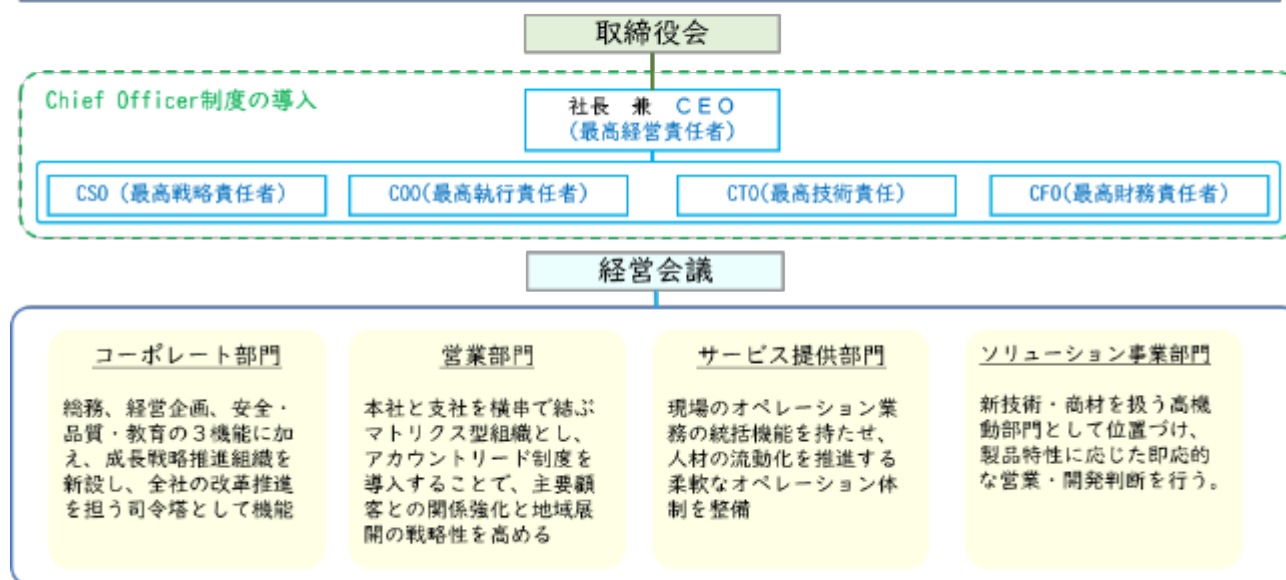 取締役会
Chief Officer制度の導入
社長 兼 CEO
(最高経営責任者)
CSO (最高戦略責任者)
COO(最高執行責任者)
CTO(最高技術責任)
CFO(最高財務責任者)
経営会議
コーポレート部門
総務、経営企画、安全・
品質・教育の3機能に加
え、成長戦略推進組織を
新設し、全社の改革推進
を担う司令塔として機能
営業部門
本社と支社を横串で結ぶ
マトリクス型組織とし、
アカウントリード制度を
導入することで、主要顧
客との関係強化と地域展
開の戦略性を高める
サービス提供部門
現場のオペレーション業
務の統括機能を持たせ、
人材の流動化を推進する
柔軟なオペレーション体
制を整備
ソリューション事業部門
新技術・商材を扱う高機
動部門として位置づけ、
製品特性に応じた即応的
な営業・開発判断を行う。